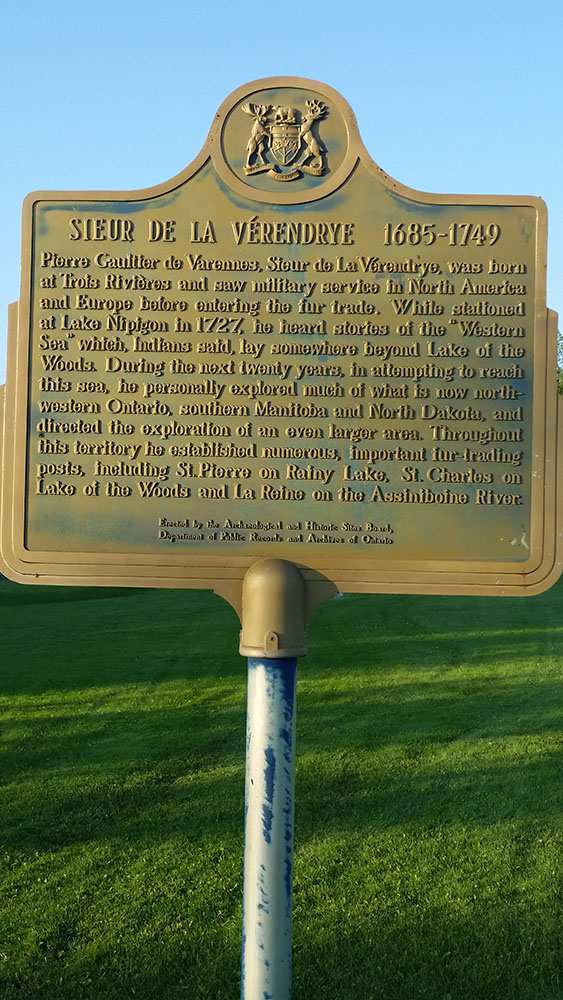 SIEUR DE LA VÉRENDRYE 1685-1749
Pierre Gaultier de Varennes, Sieur de La Vérendrye, was born
at Trois Rivières and saw military service in North America
and Europe before entering the fur trade. While stationed
at Lake Nipigon in 1727, he heard stories of the "Western
Sea" which, Indians said, lay somewhere beyond Lake of the
Woods. During the next twenty years, in attempting to reach
this sea, he personally explored much of what is now north-
western Ontario, southern Manitoba and North Dakota, and
directed the exploration of an even larger area. Throughout
this territory he established numerous, important fur-trading
posts, including St. Pierre on Rainy Lake, St. Charles on
Lake of the Woods and La Reine on the Assiniboine River.
Erected by the Archaeological and Historic Sites Board,
Department of Public Records and Archives of Ontario